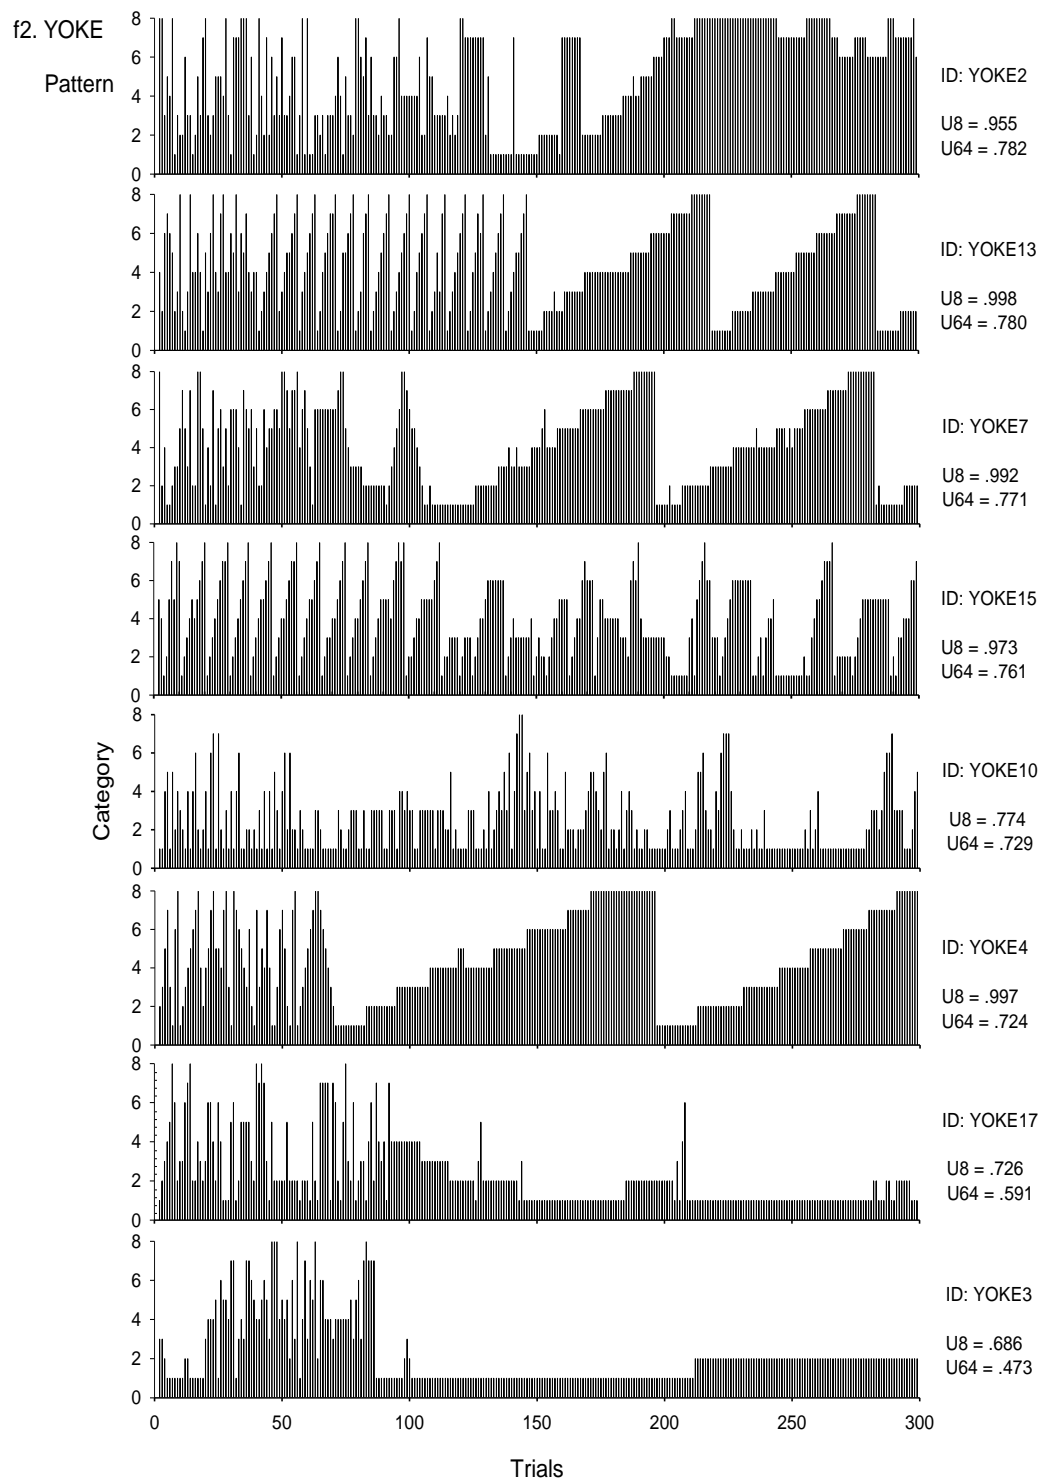 f2. YOKE
Pattern
8
6
4
2
0
ID: YOKE2
U8 = .955
U64 = .782
8
6
4
2
0
ID: YOKE13
U8 = .998
U64 = .780
8
6
4
2
0
ID: YOKE7
U8 = .992
U64 = .771
8
6
4
2
0
ID: YOKE15
U8 = .973
U64 = .761
Category
8
6
4
2
0
ID: YOKE10
U8 = .774
U64 = .729
8
6
4
2
0
ID: YOKE4
U8 = .997
U64 = .724
8
6
4
2
0
ID: YOKE17
U8 = .726
U64 = .591
8
6
4
2
0
ID: YOKE3
U8 = .686
U64 = .473
0 50 100 150 200 250 300
Trials